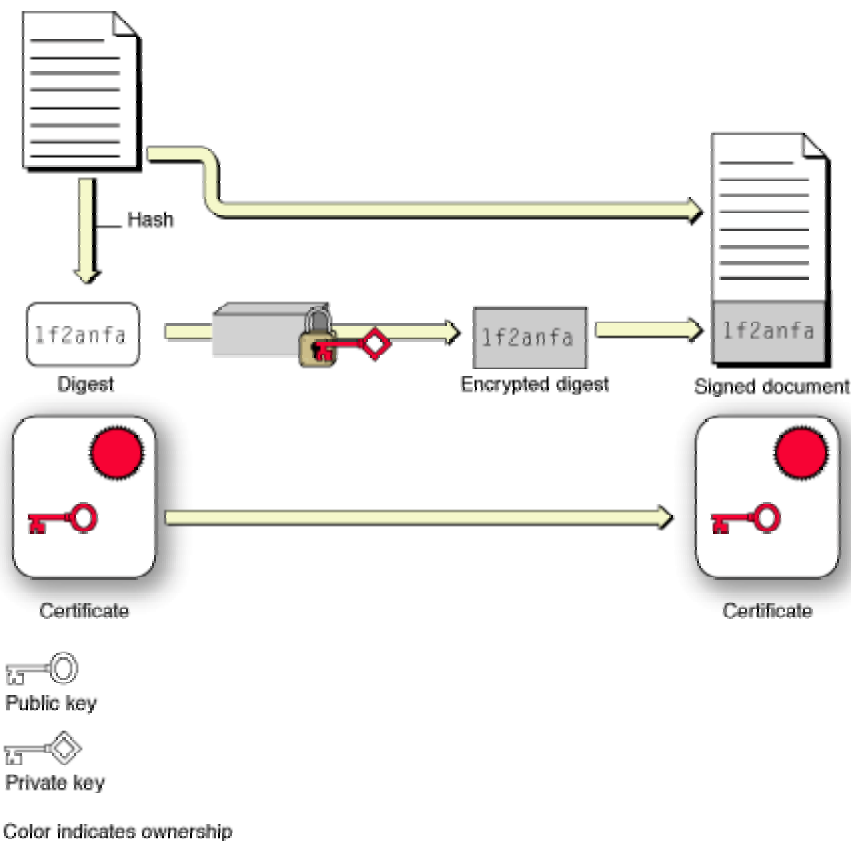 Hash
1f2anfa
1f2anfa
1f2anfa
Digest
Encrypted digest
Signed document
Certificate
Certificate
Public key
Private key
Color indicates ownership